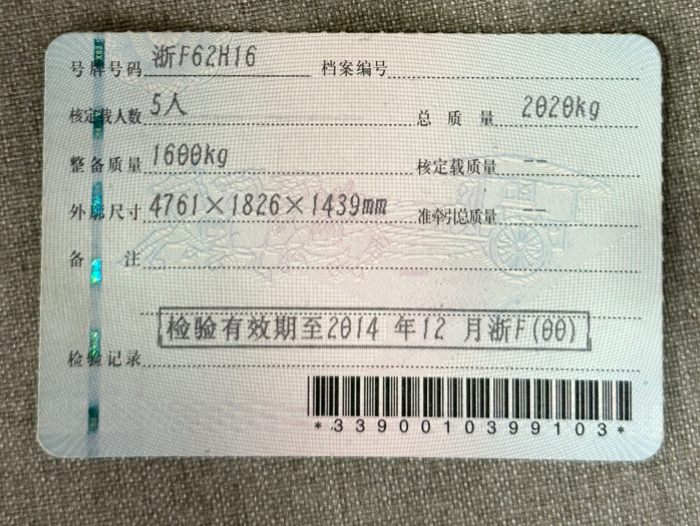 号牌号码 浙F62H16 档案编号
核定载人数 5人 总质量 2020kg
整备质量 1600kg 核定载质量 --
外廓尺寸 4761×1826×1439mm 准牵引总质量 --
备注
检验有效期至2014 年12 月浙F(00)
检验记录
*3390010399103*